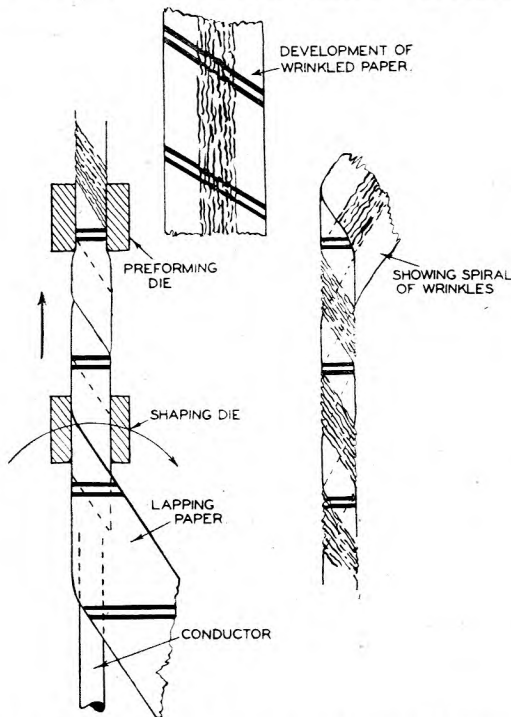 DEVELOPMENT OF
WRINKLED PAPER.
PREFORMING
DIE
SHOWING SPIRAL
OF WRINKLES
SHAPING DIE
LAPPING
PAPER
CONDUCTOR